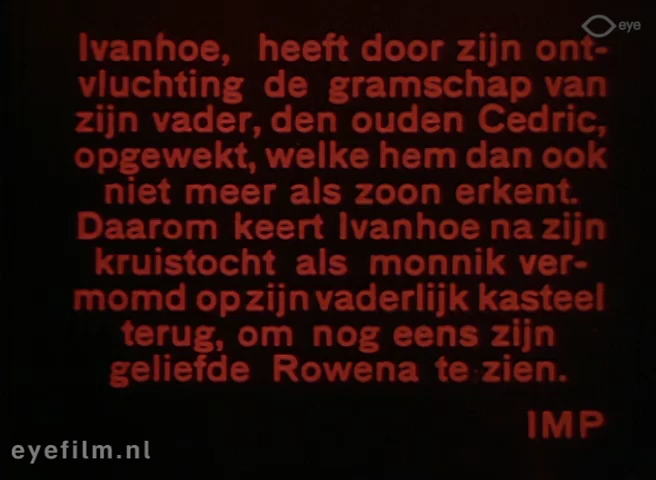 eye
Ivanhoe, heeft door zijn ont-
vluchting de gramschap van
zijn vader, den ouden Cedric,
opgewekt, welke hem dan ook
niet meer als zoon erkent.
Daarom keert Ivanhoe na zijn
kruistocht als monnik ver-
momd op zijn vaderlijk kasteel
terug, om nog eens zijn
geliefde Rowena te zien.
IMP
eyefilm.nl